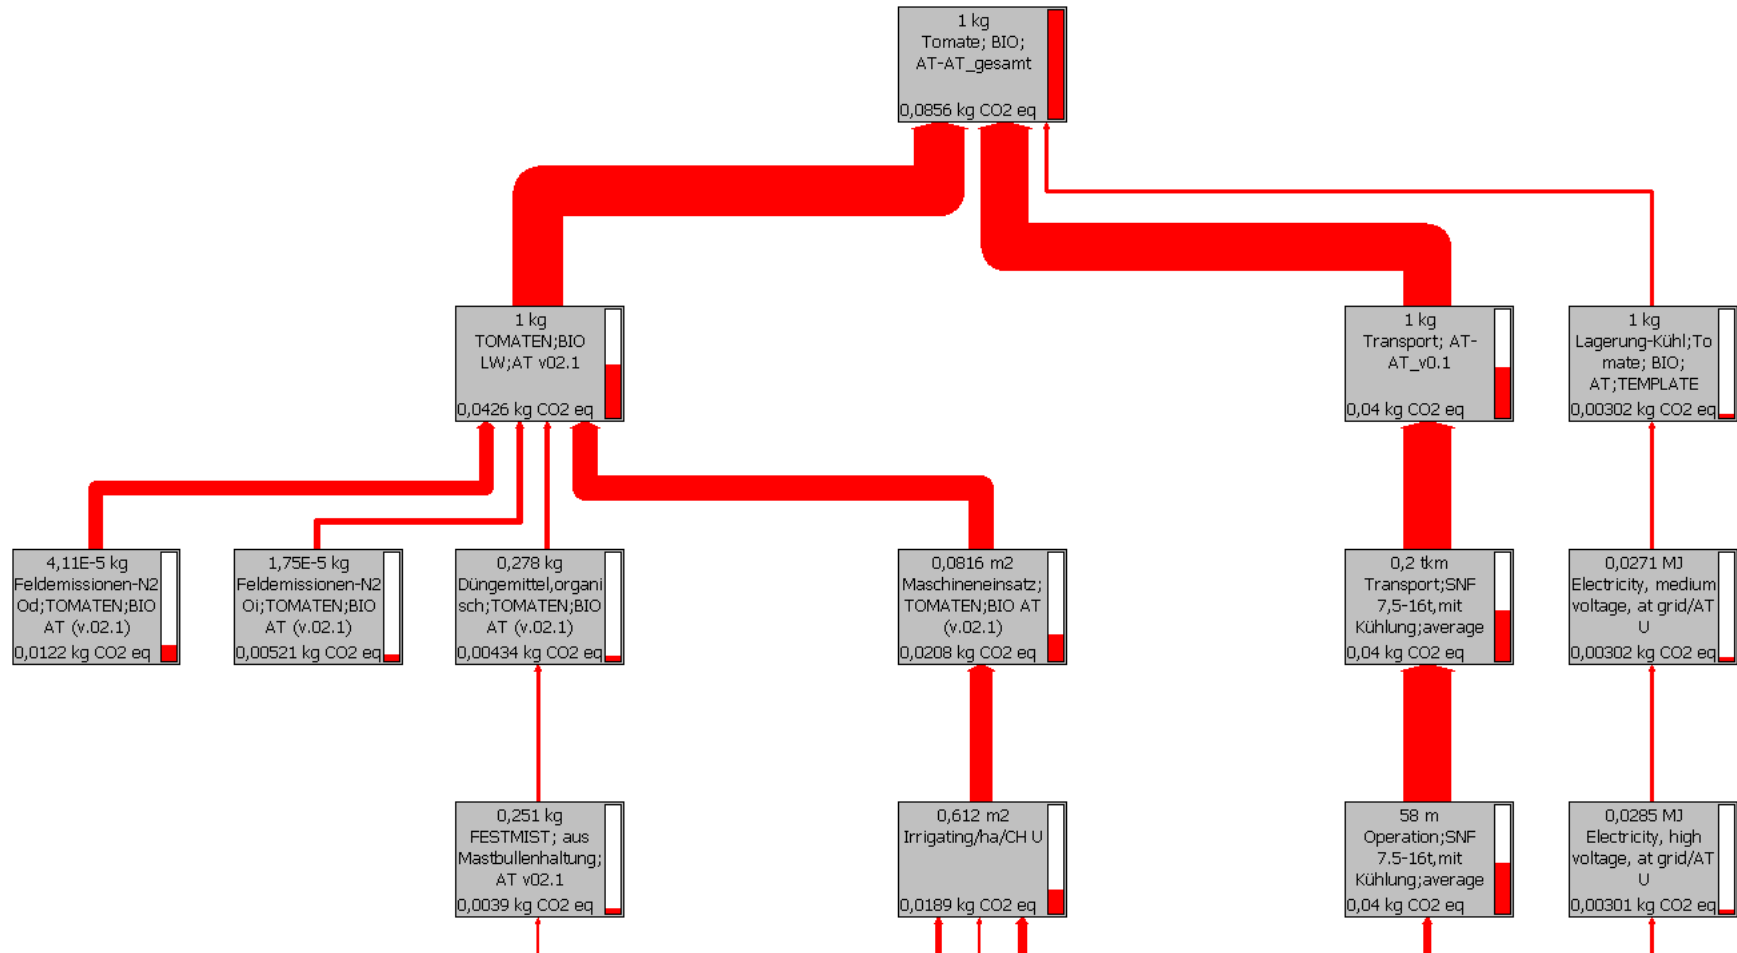 1 kg
Tomate; BIO;
AT-AT_gesamt
0,0856 kg CO2 eq
1 kg
TOMATEN;BIO
LW;AT v02.1
0,0426 kg CO2 eq
1 kg
Transport; AT-
AT_v0.1
0,04 kg CO2 eq
1 kg
Lagerung-Kühl;To
mate; BIO;
AT;TEMPLATE
0,00302 kg CO2 eq
4,11E-5 kg
Feldemissionen-N2
Od;TOMATEN;BIO
AT (v.02.1)
0,0122 kg CO2 eq
1,75E-5 kg
Feldemissionen-N2
Oi;TOMATEN;BIO
AT (v.02.1)
0,00521 kg CO2 eq
0,278 kg
Düngemittel,organi
sch;TOMATEN;BIO
AT (v.02.1)
0,00434 kg CO2 eq
0,0816 m2
Maschineneinsatz;
TOMATEN;BIO AT
(v.02.1)
0,0208 kg CO2 eq
0,2 tkm
Transport;SNF
7,5-16t,mit
Kühlung;average
0,04 kg CO2 eq
0,0271 MJ
Electricity, medium
voltage, at grid/AT
U
0,00302 kg CO2 eq
0,251 kg
FESTMIST; aus
Mastbullenhaltung;
AT v02.1
0,0039 kg CO2 eq
0,612 m2
Irrigating/ha/CH U
0,0189 kg CO2 eq
58 m
Operation;SNF
7.5-16t,mit
Kühlung;average
0,04 kg CO2 eq
0,0285 MJ
Electricity, high
voltage, at grid/AT
U
0,00301 kg CO2 eq